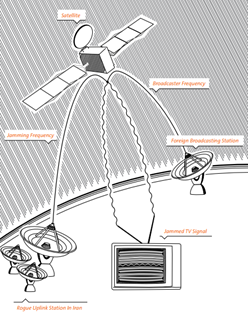 Satellite
Broadcaster Frequency
Jamming Frequency
Foreign Broadcasting Station
Jammed TV Signal
Rogue Uplink Station In Iran